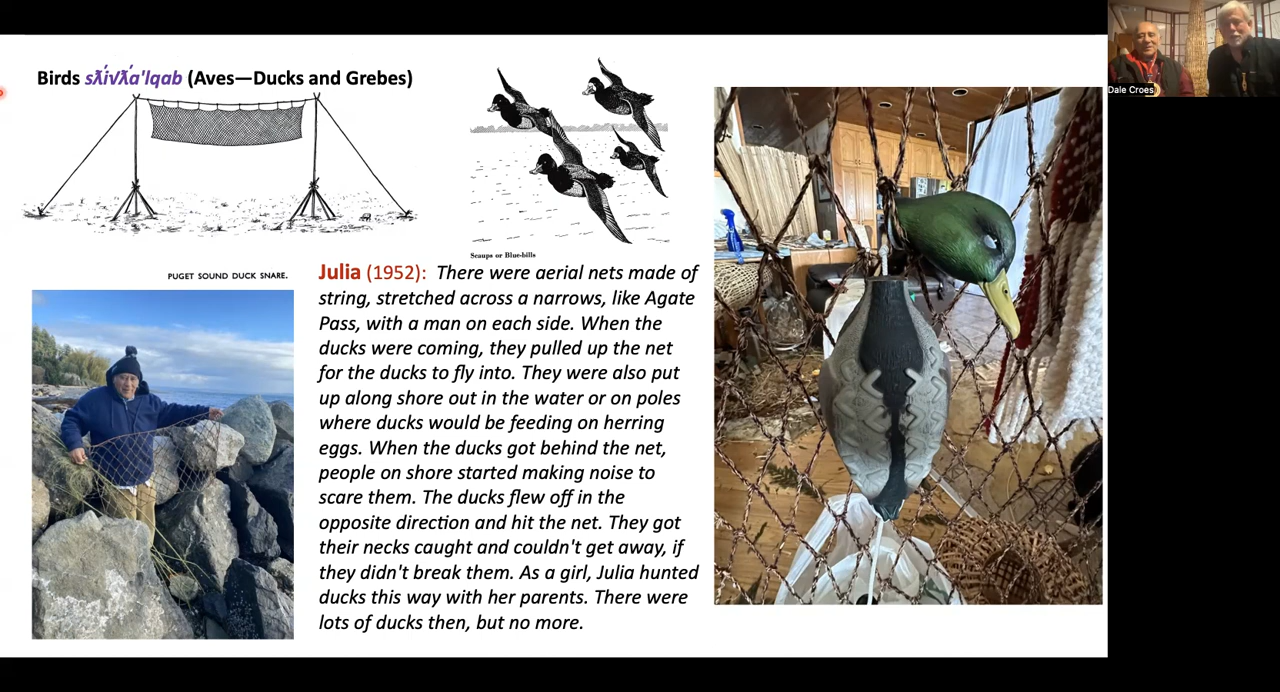 Birds sƛ̓iv́ƛ̓a'lqab (Aves—Ducks and Grebes)
Dale Croes
Scaups or Blue-bills
PUGET SOUND DUCK SNARE.
Julia (1952): There were aerial nets made of
string, stretched across a narrows, like Agate
Pass, with a man on each side. When the
ducks were coming, they pulled up the net
for the ducks to fly into. They were also put
up along shore out in the water or on poles
where ducks would be feeding on herring
eggs. When the ducks got behind the net,
people on shore started making noise to
scare them. The ducks flew off in the
opposite direction and hit the net. They got
their necks caught and couldn't get away, if
they didn't break them. As a girl, Julia hunted
ducks this way with her parents. There were
lots of ducks then, but no more.